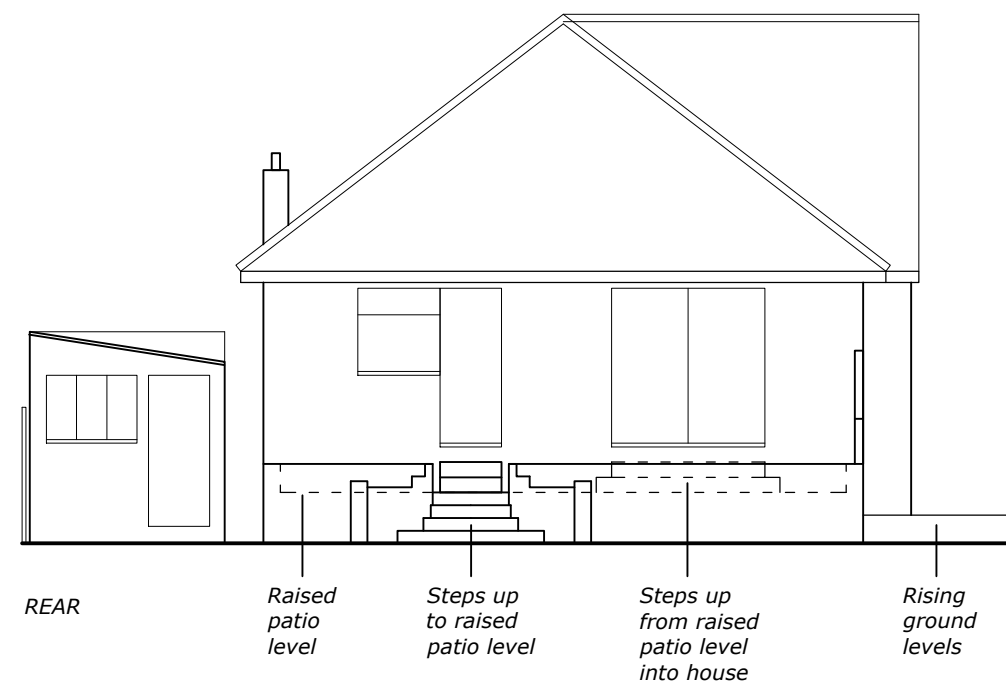 REAR
Raised
patio
level
Steps up
to raised
patio level
Steps up
from raised
patio level
into house
Rising
ground
levels